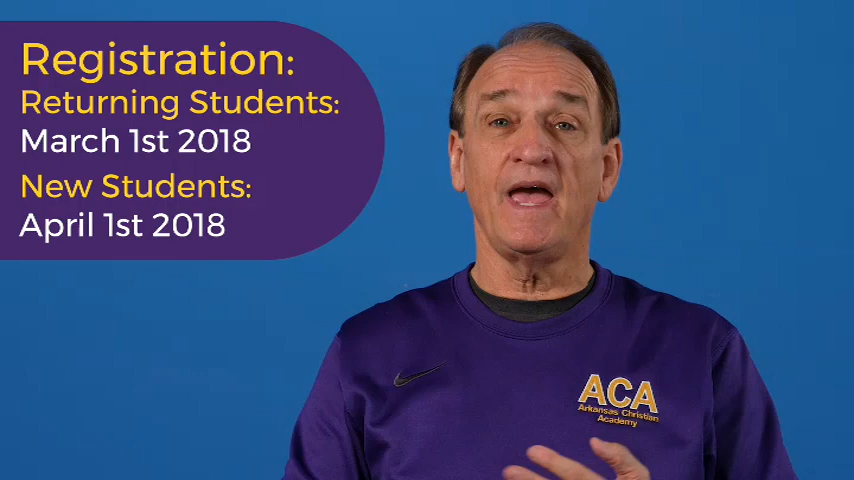 Registration:
Returning Students:
March 1st 2018
New Students:
April 1st 2018
ACA
Arkansas Christian
Academy